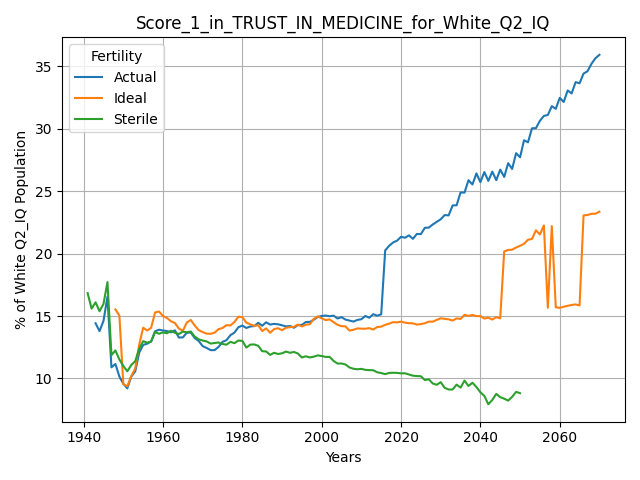 Score_1_in_TRUST_IN_MEDICINE_for_White_Q2_IQ
Fertility
Actual
Ideal
Sterile
% of White Q2_IQ Population
35
30
25
20
15
10
1940 1960 1980 2000 2020 2040 2060
Years